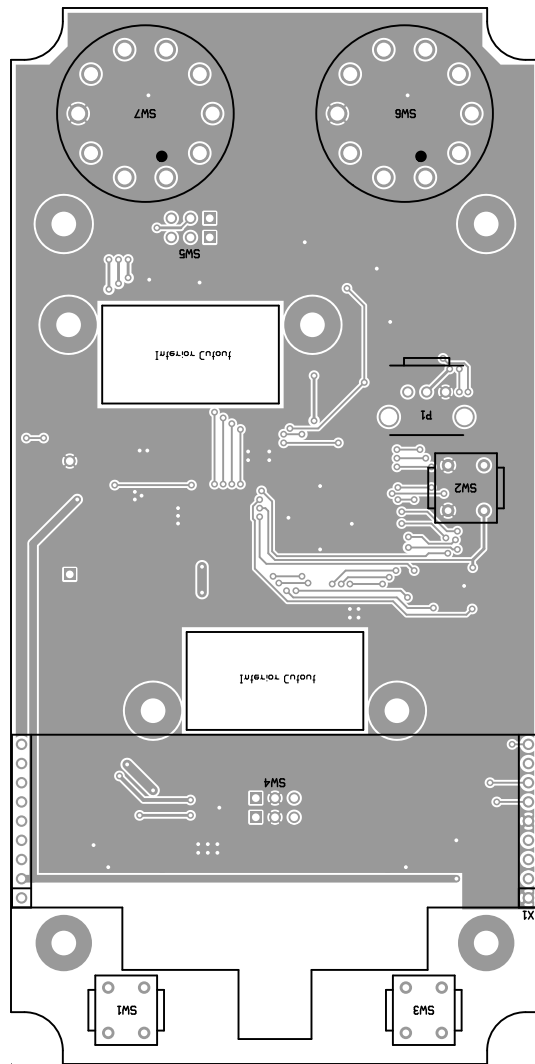 SW7
SW6
SW5
Interior Cutout
P1
SW2
Interior Cutout
SW4
X1
SW1
SW3